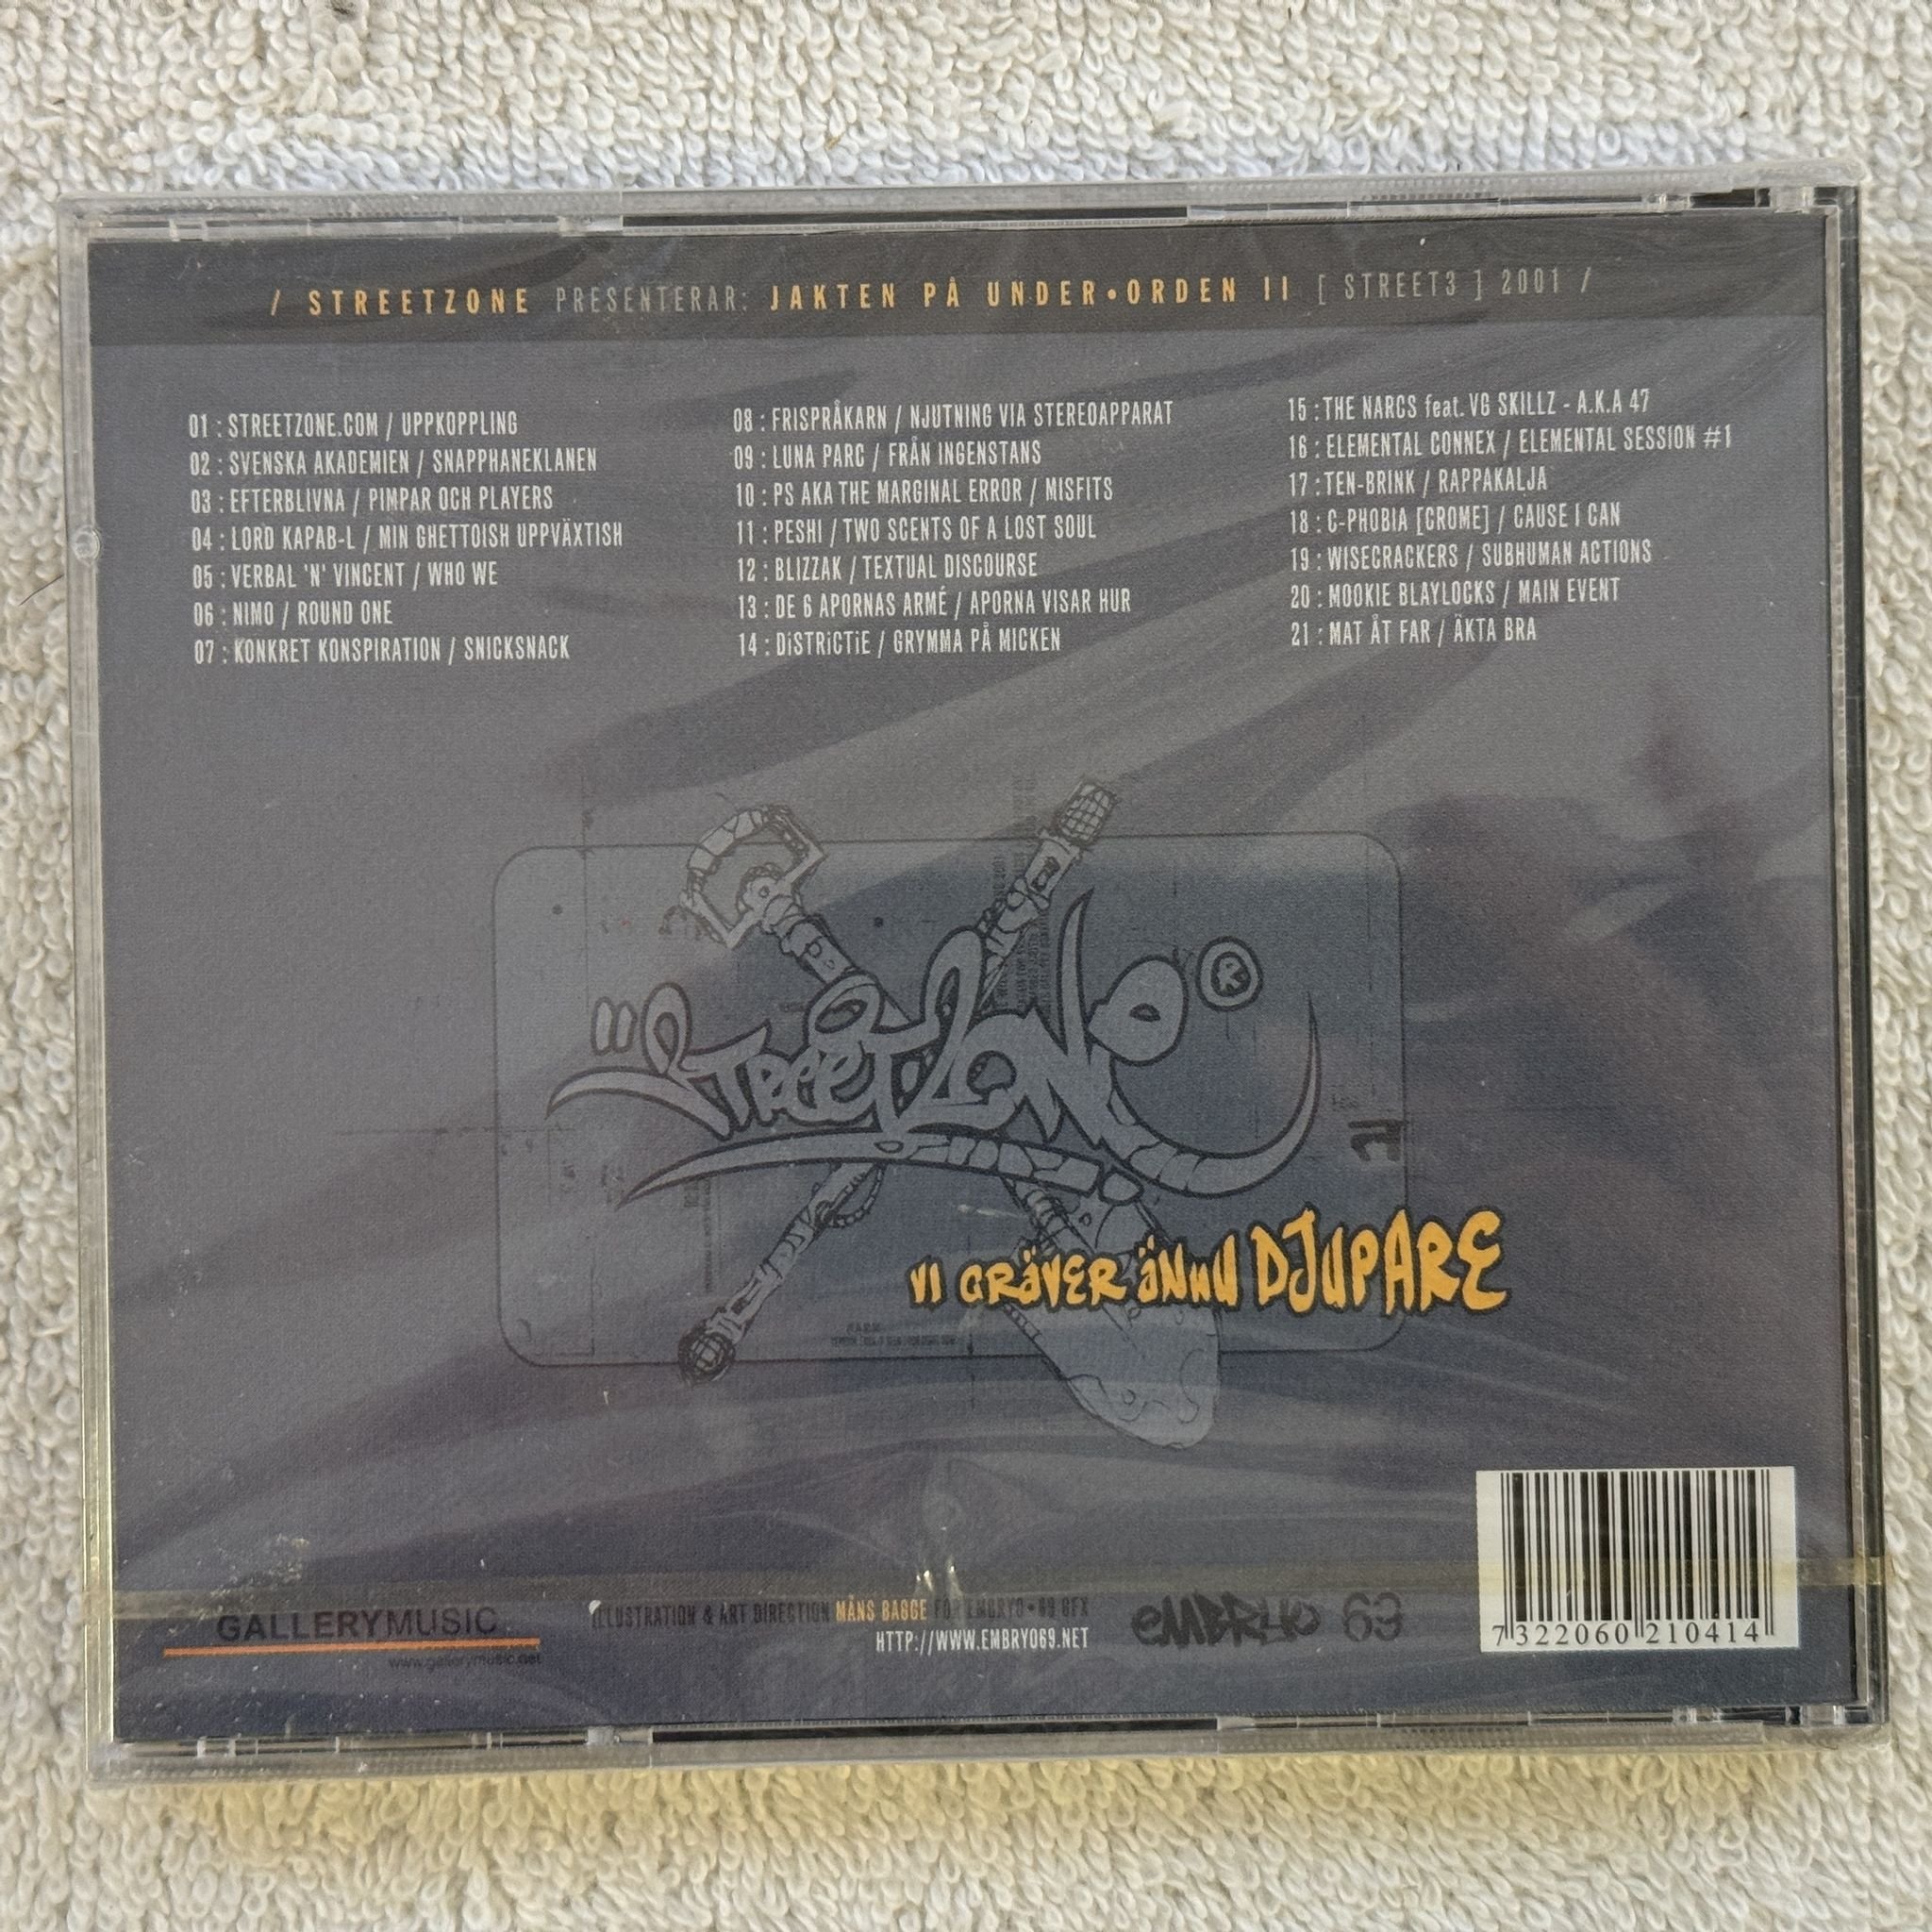 / STREETZONE PRESENTERAR: JAKTEN PÅ UNDER•ORDEN II [ STREET3 ] 2001 /
01 : STREETZONE.COM / UPPKOPPLING
02 : SVENSKA AKADEMIEN / SNAPPHANEKLANEN
03 : EFTERBLIVNA / PIMPAR OCH PLAYERS
04 : LORD KAPAB-L / MIN GHETTOISH UPPVÄXTISH
05 : VERBAL 'N' VINCENT / WHO WE
06 : NIMO / ROUND ONE
07 : KONKRET KONSPIRATION / SNICKSNACK
08 : FRISPRÅKARN / NJUTNING VIA STEREOAPPARAT
09 : LUNA PARC / FRÅN INGENSTANS
10 : PS AKA THE MARGINAL ERROR / MISFITS
11 : PESHI / TWO SCENTS OF A LOST SOUL
12 : BLIZZAK / TEXTUAL DISCOURSE
13 : DE 6 APORNAS ARMÉ / APORNA VISAR HUR
14 : DiSTRiCTiE / GRYMMA PÅ MICKEN
15 : THE NARCS feat. VG SKILLZ - A.K.A 47
16 : ELEMENTAL CONNEX / ELEMENTAL SESSION #1
17 : TEN-BRINK / RAPPAKALJA
18 : C-PHOBIA [CROME] / CAUSE I CAN
19 : WISECRACKERS / SUBHUMAN ACTIONS
20 : MOOKIE BLAYLOCKS / MAIN EVENT
21 : MAT ÅT FAR / ÄKTA BRA
STREETZONE ®
VI GRÄVER ÄNNU DJUPARE
GALLERYMUSIC
www.gallerymusic.net
ILLUSTRATION & ART DIRECTION MÅNS BAGGE FOR EMBRYO•69 GFX
HTTP://WWW.EMBRYO69.NET
EMBRYO 69
7 322060 210414